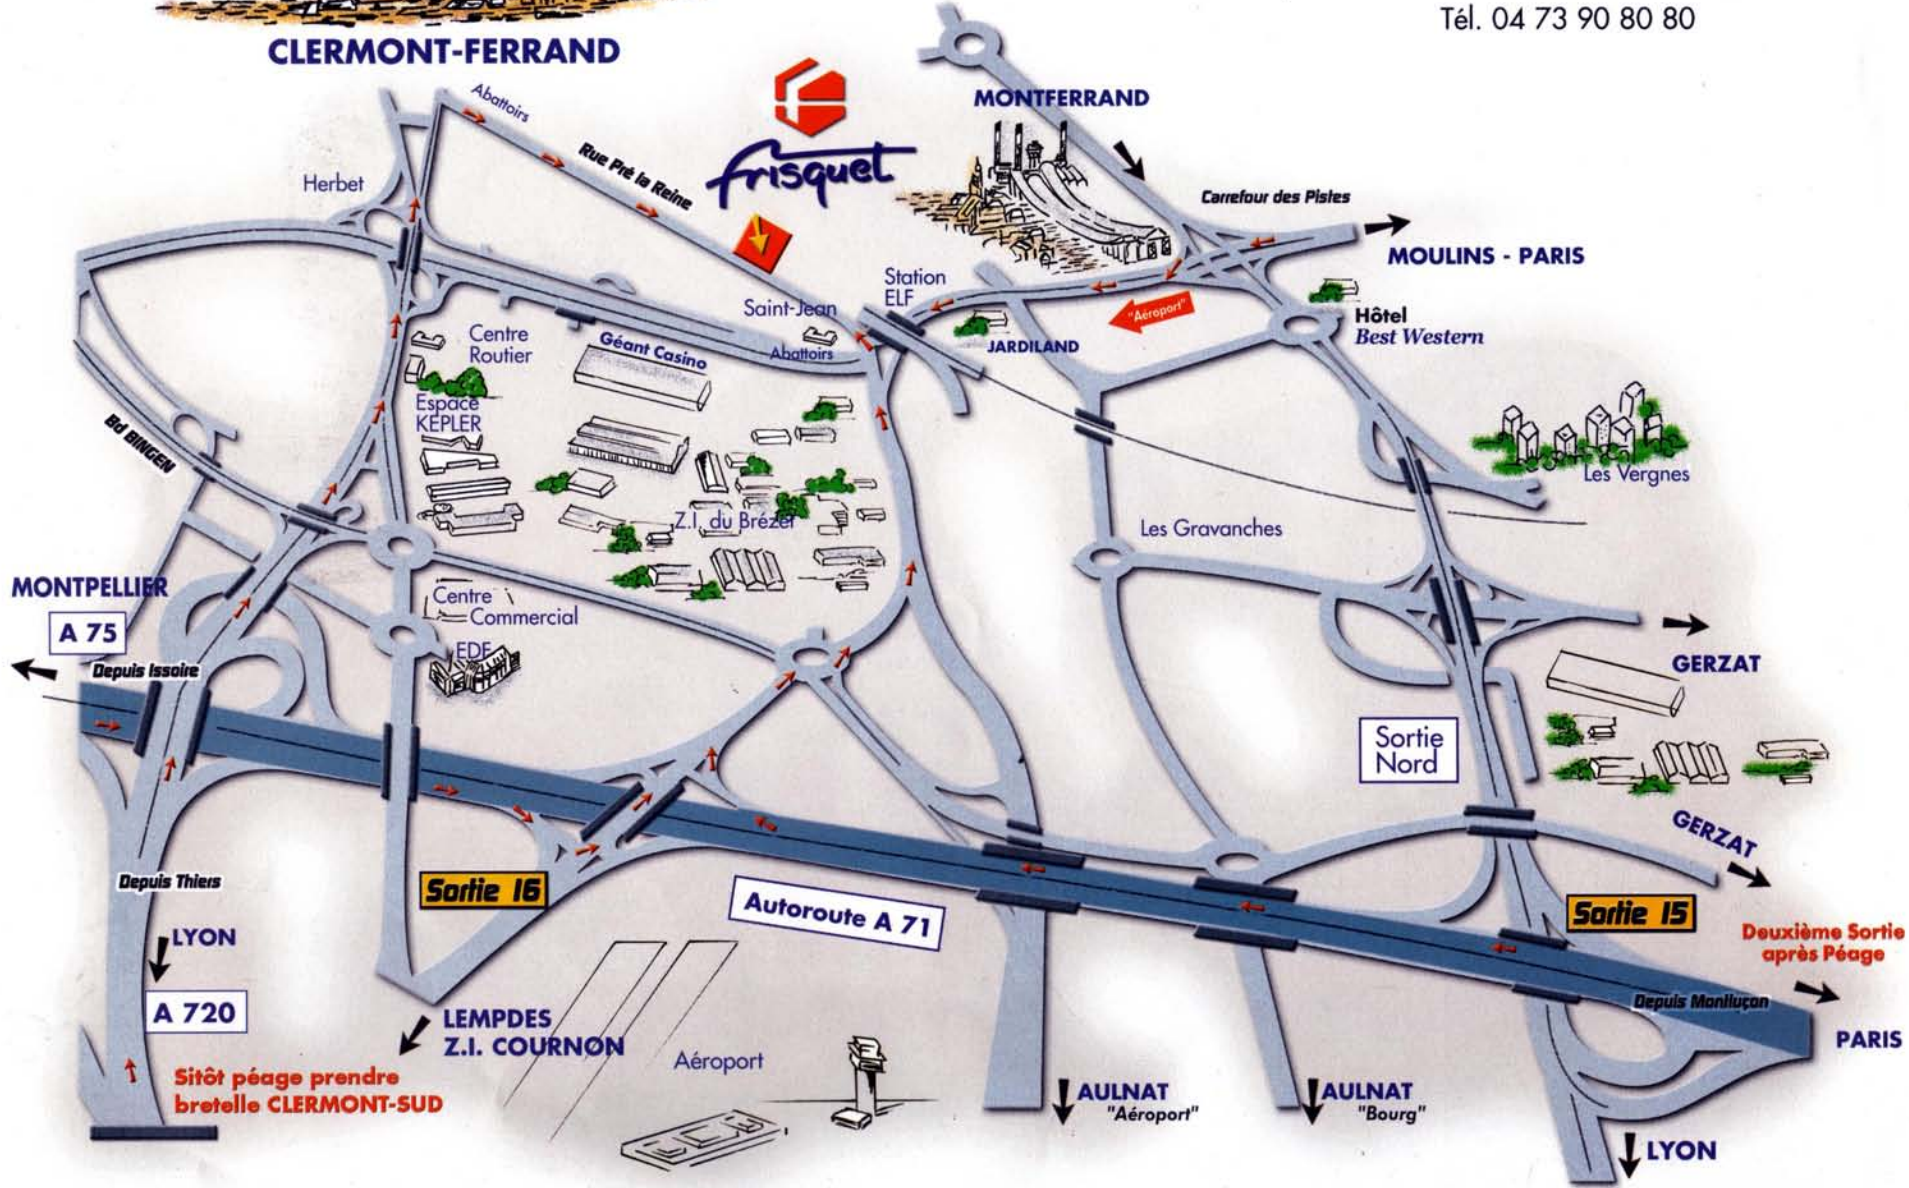 Tél. 04 73 90 80 80
CLERMONT-FERRAND
Abattoirs
MONTFERRAND
Rue Pré la Reine
frisquet
Herbet
Carrefour des Pistes
MOULINS - PARIS
Station
ELF
Saint-Jean
"Aéroport"
Hôtel
Best Western
Centre
Routier
Géant Casino
Abattoirs
JARDILAND
Espace
KEPLER
Bd BINGEN
Les Vergnes
Z.I. du Brézet
Les Gravanches
MONTPELLIER
A 75
Centre
Commercial
Depuis Issoire
EDF
GERZAT
Sortie
Nord
GERZAT
Depuis Thiers
Sortie 16
Autoroute A 71
Sortie 15
Deuxième Sortie
après Péage
LYON
A 720
Depuis Montluçon
LEMPDES
Z.I. COURNON
PARIS
Aéroport
Sitôt péage prendre
bretelle CLERMONT-SUD
AULNAT
"Aéroport"
AULNAT
"Bourg"
LYON